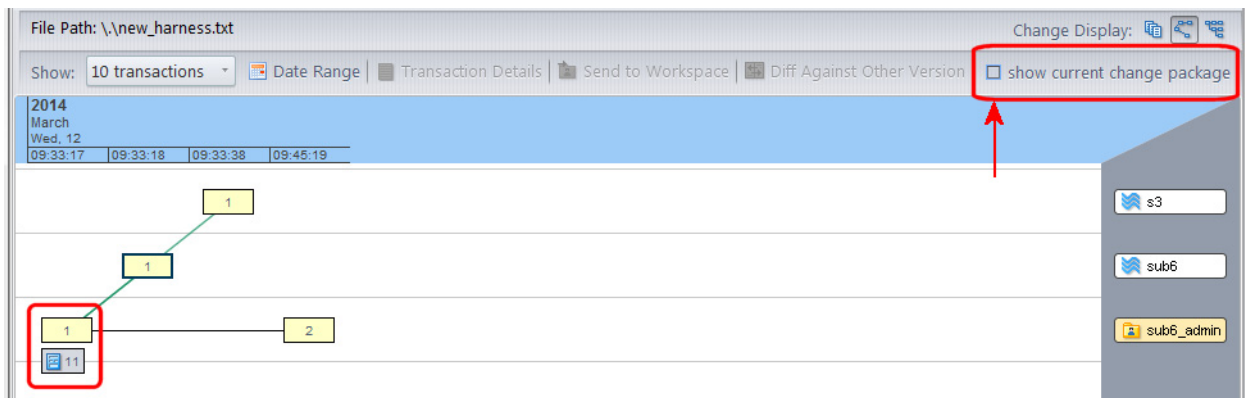 File Path: \.\new_harness.txt
Change Display:
Show: 10 transactions Date Range Transaction Details Send to Workspace Diff Against Other Version show current change package
2014
March
Wed, 12
09:33:17 09:33:18 09:33:38 09:45:19
1 s3
1 sub6
1 2 sub6_admin
11